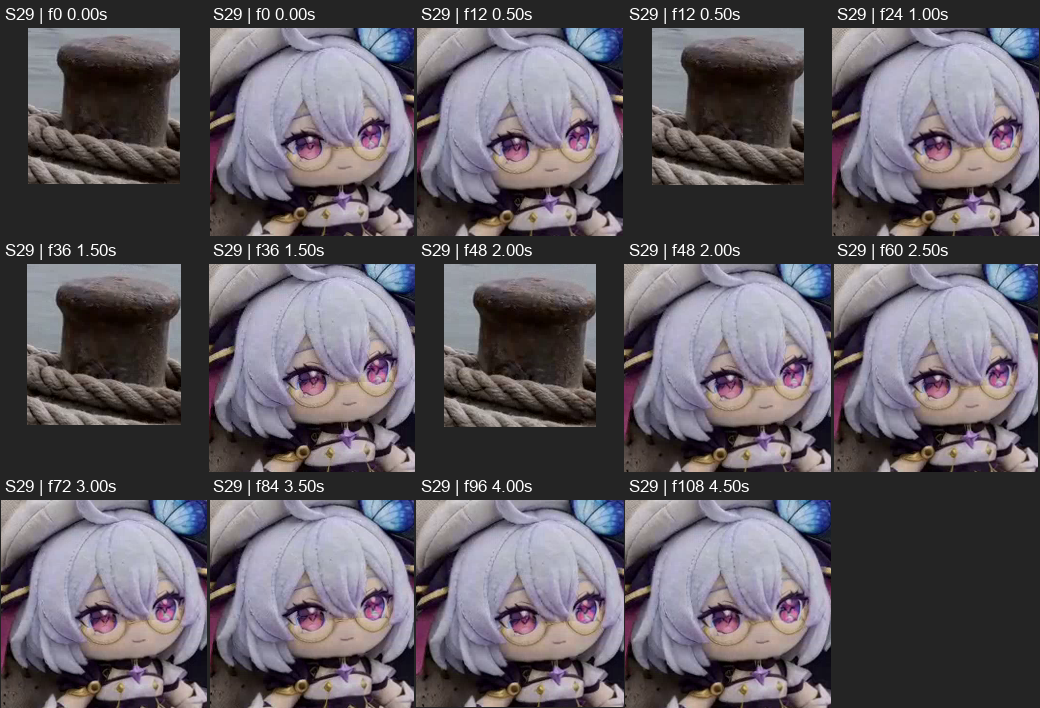 S29 | f0 0.00s
S29 | f0 0.00s
S29 | f12 0.50s
S29 | f12 0.50s
S29 | f24 1.00s
S29 | f36 1.50s
S29 | f36 1.50s
S29 | f48 2.00s
S29 | f48 2.00s
S29 | f60 2.50s
S29 | f72 3.00s
S29 | f84 3.50s
S29 | f96 4.00s
S29 | f108 4.50s